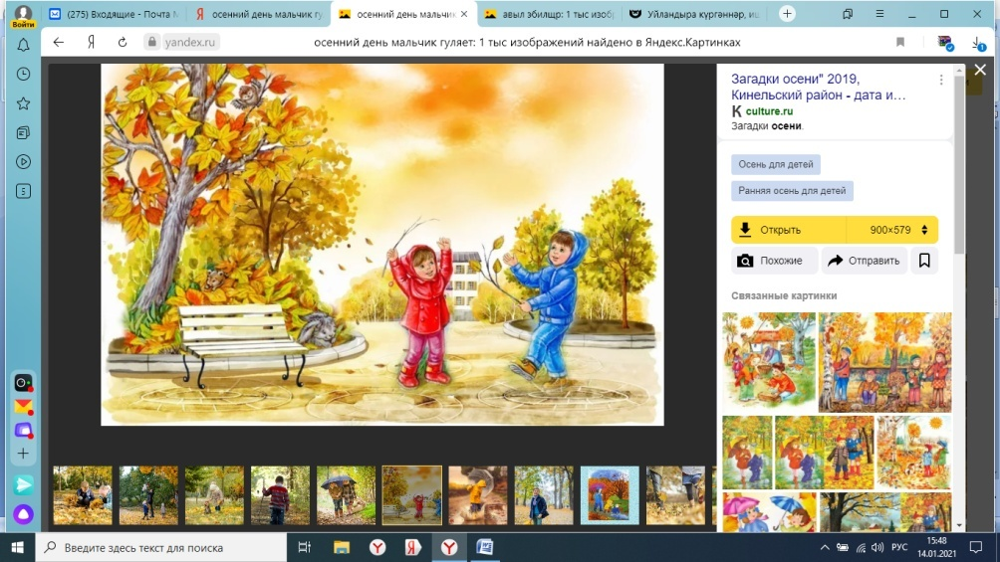 (275) Входящие - Почта М
осенний день мальчик гу
осенний день мальчик
авыл эбилщр: 1 тыс изоб
Уйландыра күргәннәр, иш
Войти
yandex.ru
осенний день мальчик гуляет: 1 тыс изображений найдено в Яндекс.Картинках
Загадки осени" 2019,
Кинельский район - дата и…
culture.ru
Загадки осени.
Осень для детей
Ранняя осень для детей
Открыть
900×579
Похожие
Отправить
Связанные картинки
Введите здесь текст для поиска
РУС
15:48
14.01.2021